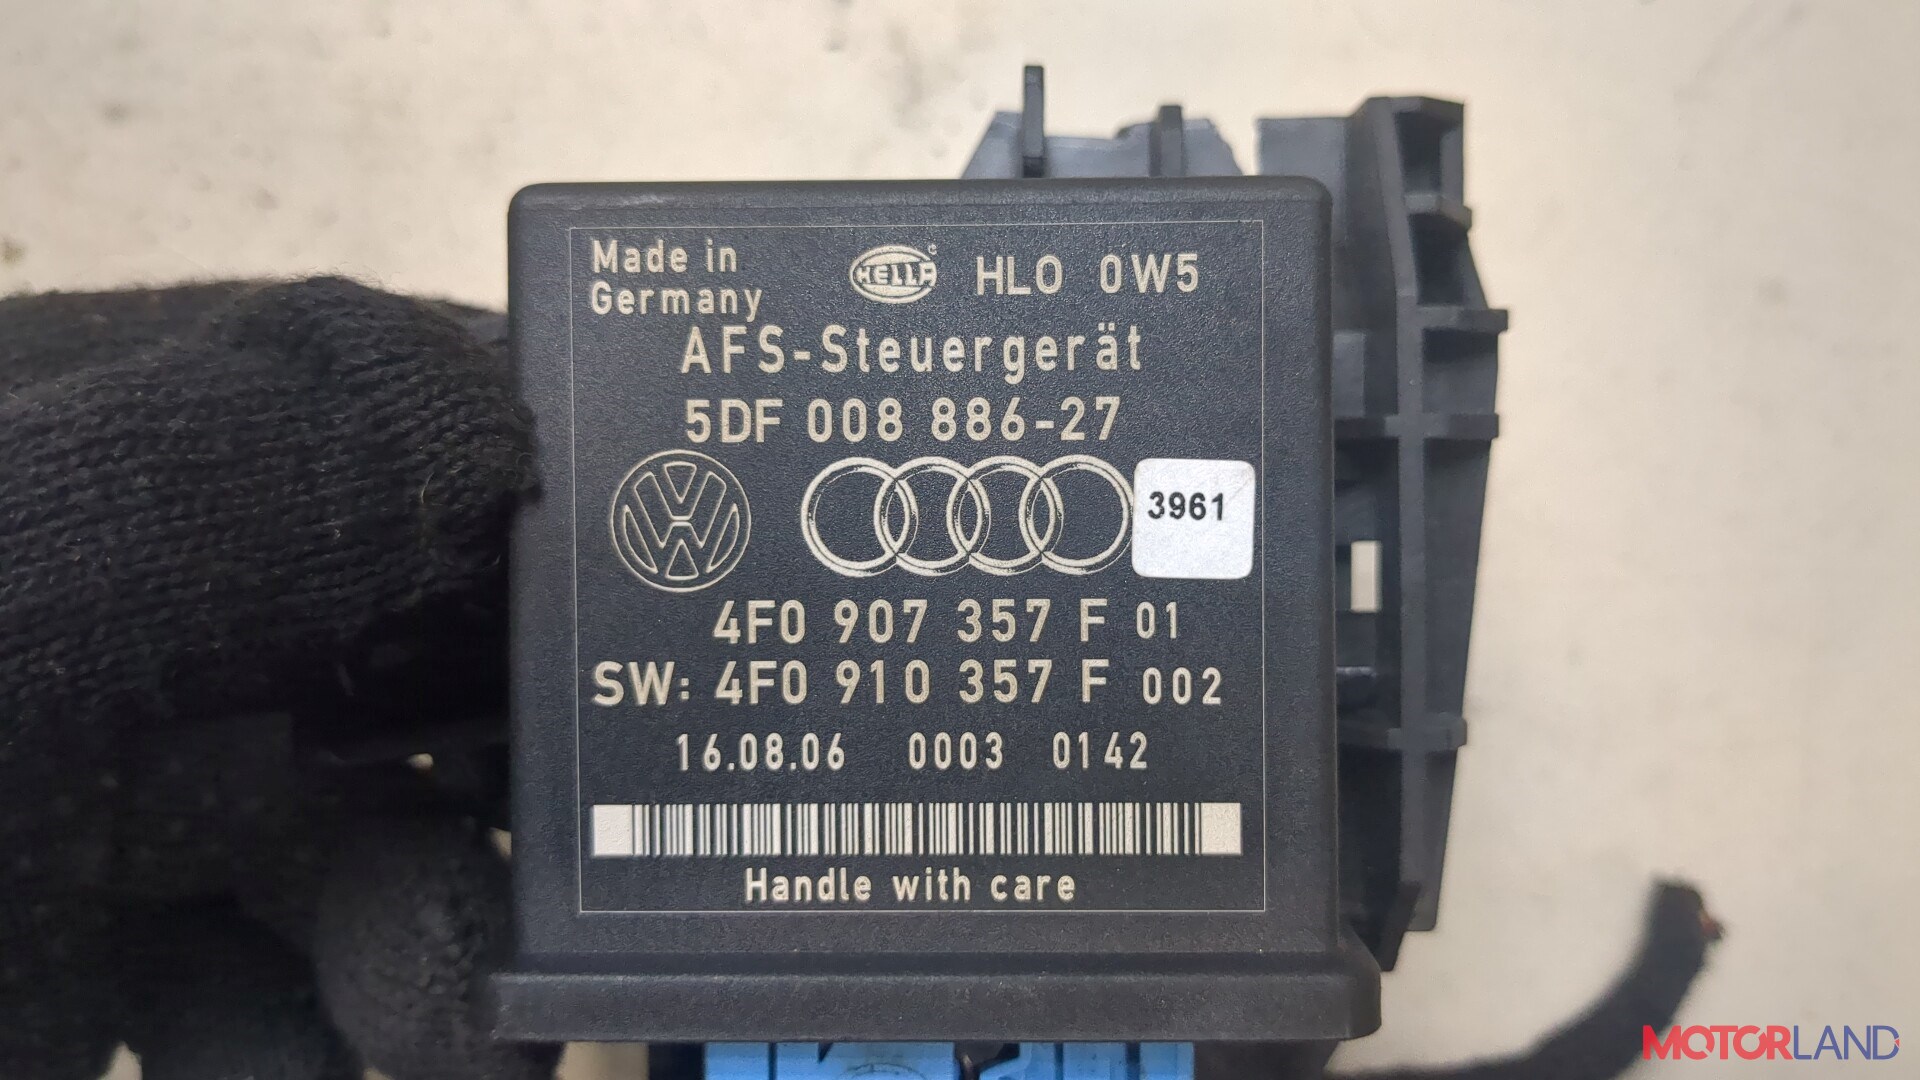 Made in
Germany
HELLA HLO 0W5
AFS-Steuergerät
5DF 008 886-27
3961
4F0 907 357 F 01
SW: 4F0 910 357 F 002
16.08.06 0003 0142
Handle with care
MOTORLAND